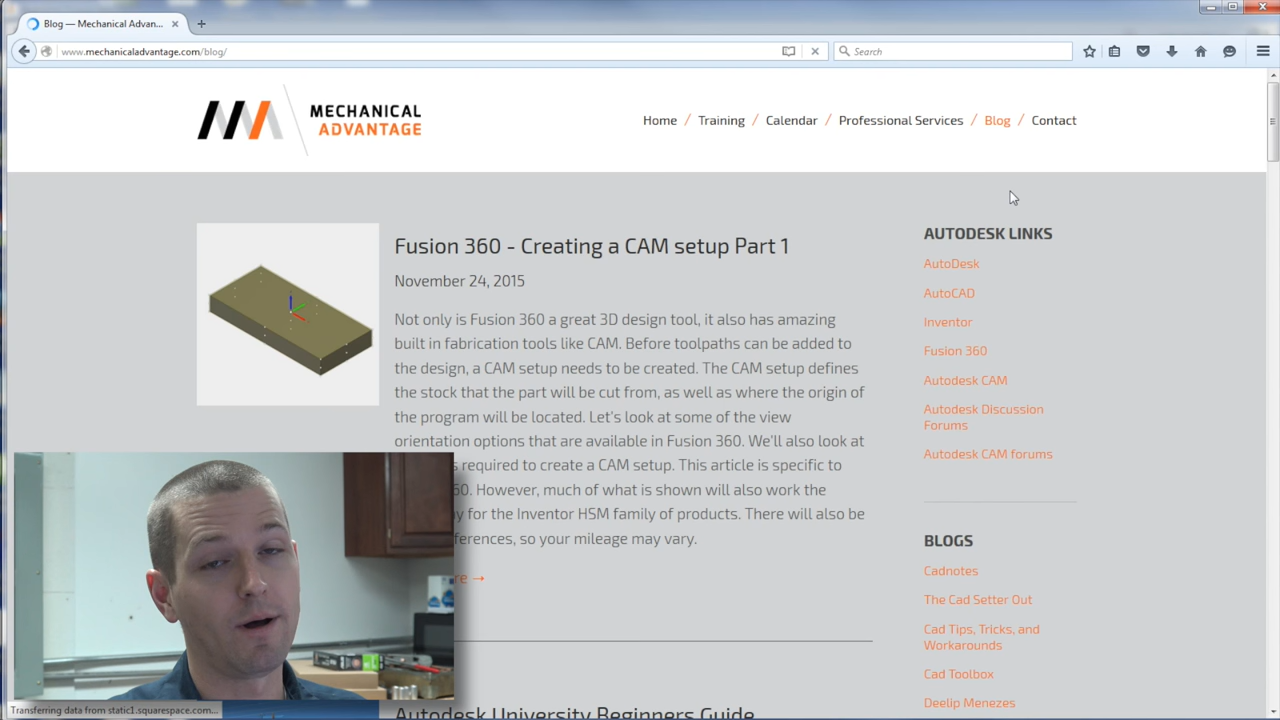 Blog — Mechanical Advan...
www.mechanicaladvantage.com/blog/
Search
MECHANICAL
ADVANTAGE
Home / Training / Calendar / Professional Services / Blog / Contact
Fusion 360 - Creating a CAM setup Part 1
November 24, 2015
Not only is Fusion 360 a great 3D design tool, it also has amazing
built in fabrication tools like CAM. Before toolpaths can be added to
the design, a CAM setup needs to be created. The CAM setup defines
the stock that the part will be cut from, as well as where the origin of
the program will be located. Let's look at some of the view
orientation options that are available in Fusion 360. We'll also look at
required to create a CAM setup. This article is specific to
However, much of what is shown will also work the
for the Inventor HSM family of products. There will also be
so your mileage may vary.
→
Autodesk University Beginners Guide
AUTODESK LINKS
AutoDesk
AutoCAD
Inventor
Fusion 360
Autodesk CAM
Autodesk Discussion
Forums
Autodesk CAM forums
BLOGS
Cadnotes
The Cad Setter Out
Cad Tips, Tricks, and
Workarounds
Cad Toolbox
Deelip Menezes
Transferring data from static1.squarespace.com...